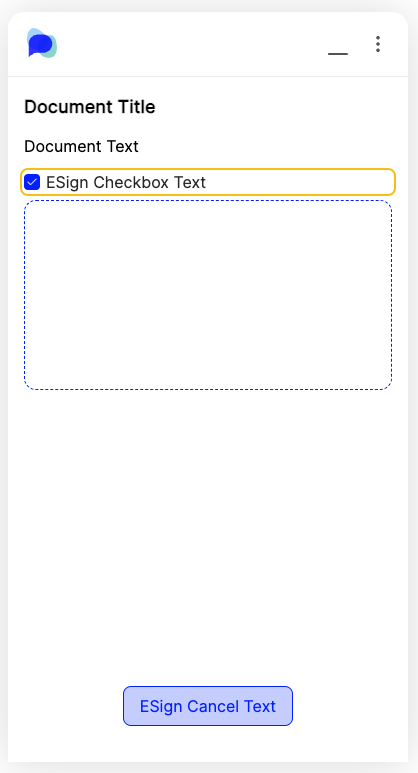 Document Title
Document Text
ESign Checkbox Text
ESign Cancel Text